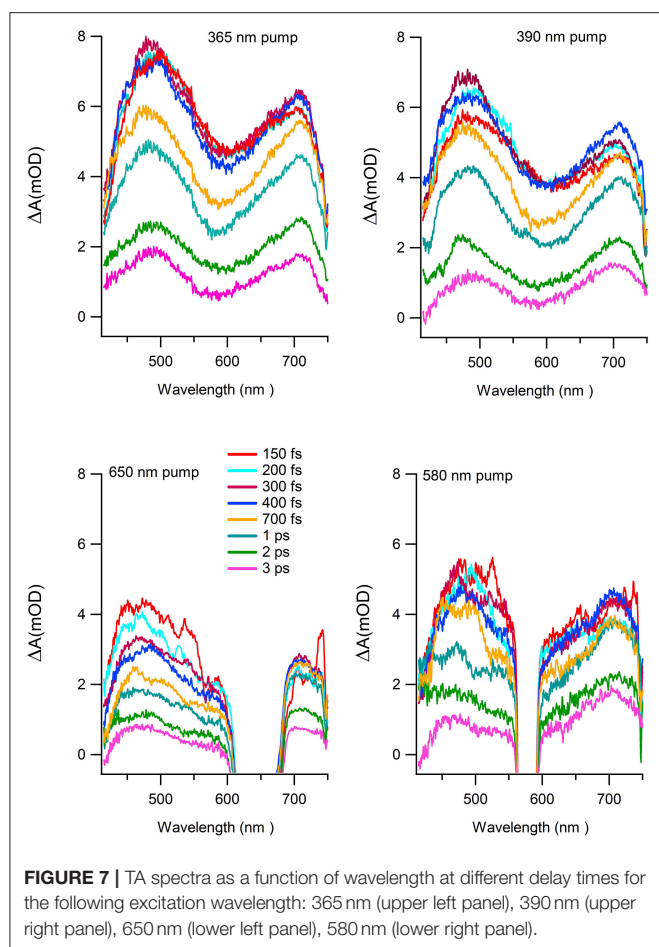 365 nm pump
8
6
4
2
0
ΔA(mOD)
500
600
700
Wavelength (nm )
390 nm pump
8
6
4
2
0
ΔA(mOD)
500
600
700
Wavelength (nm )
650 nm pump
150 fs
200 fs
300 fs
400 fs
700 fs
1 ps
2 ps
3 ps
8
6
4
2
0
ΔA(mOD)
500
600
700
Wavelength (nm )
580 nm pump
8
6
4
2
0
ΔA(mOD)
500
600
700
Wavelength (nm )
FIGURE 7 | TA spectra as a function of wavelength at different delay times for
the following excitation wavelength: 365 nm (upper left panel), 390 nm (upper
right panel), 650 nm (lower left panel), 580 nm (lower right panel).